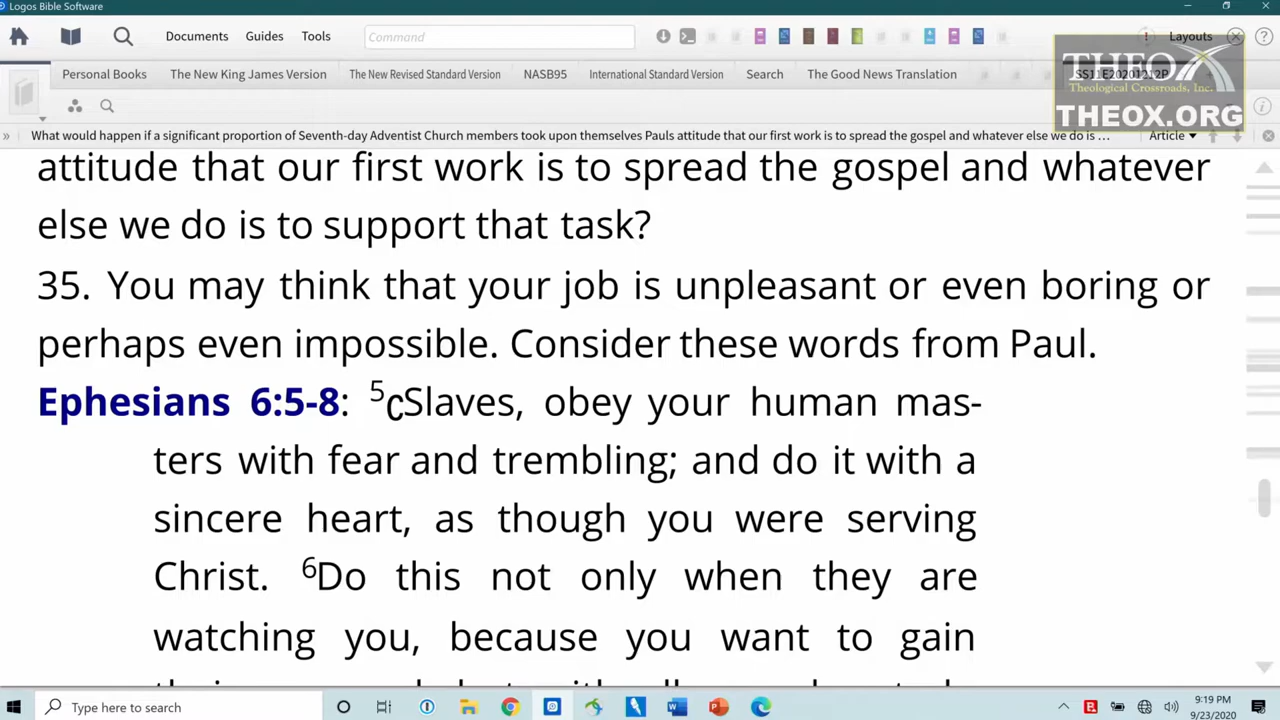 Logos Bible Software
Documents Guides Tools Command Layouts
Personal Books The New King James Version The New Revised Standard Version NASB95 International Standard Version Search The Good News Translation SS11E20201212P
THEOX
Theological Crossroads, Inc.
THEOX.ORG
What would happen if a significant proportion of Seventh-day Adventist Church members took upon themselves Pauls attitude that our first work is to spread the gospel and whatever else we do is ... Article
attitude that our first work is to spread the gospel and whatever
else we do is to support that task?
35. You may think that your job is unpleasant or even boring or
perhaps even impossible. Consider these words from Paul.
Ephesians 6:5-8: ⁵cSlaves, obey your human mas-
ters with fear and trembling; and do it with a
sincere heart, as though you were serving
Christ. ⁶Do this not only when they are
watching you, because you want to gain
Type here to search
9:19 PM
9/23/2020